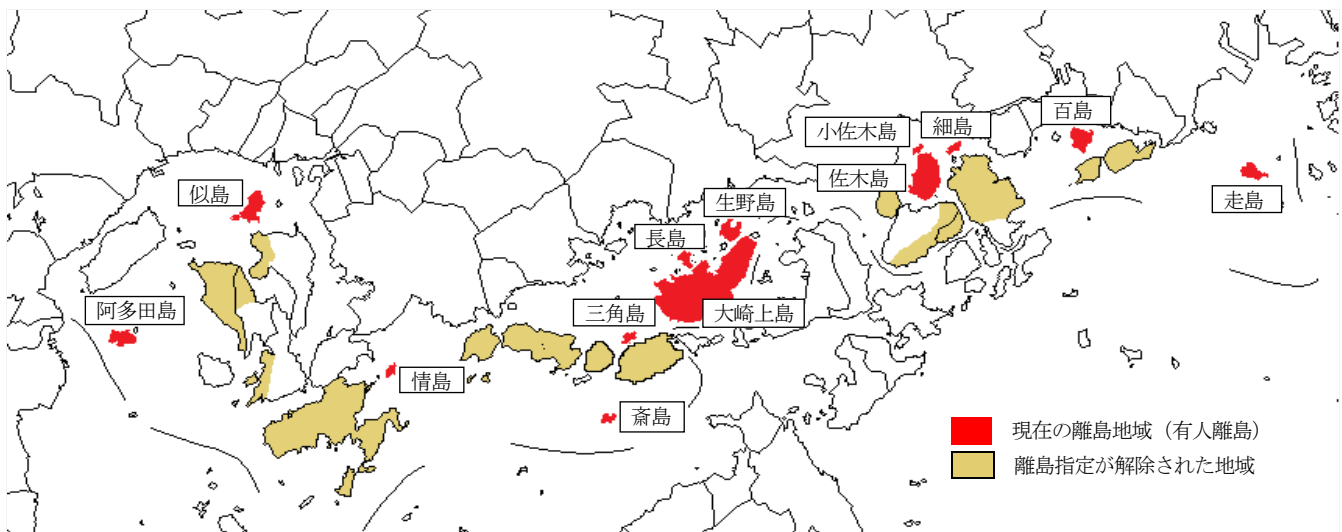 百島
小佐木島
細島
佐木島
走島
似島
生野島
長島
阿多田島
三角島
大崎上島
情島
斎島
現在の離島地域（有人離島）
離島指定が解除された地域